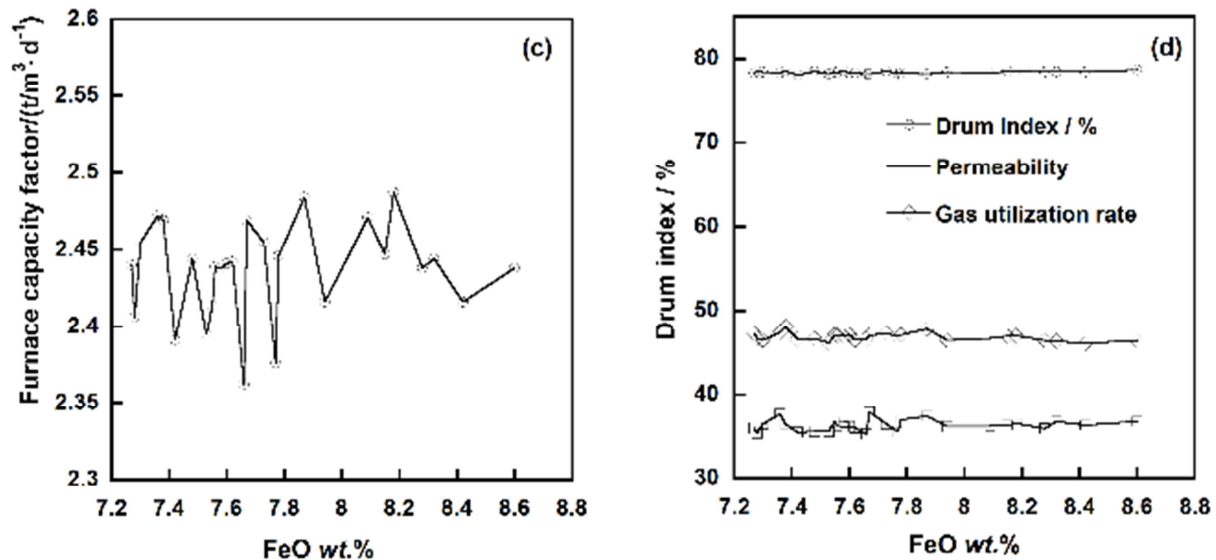 Furnace capacity factor/(t/m³·d⁻¹)
2.6
2.55
2.5
2.45
2.4
2.35
2.3
(c)
7.2 7.4 7.6 7.8 8 8.2 8.4 8.6 8.8
FeO wt.%
Drum index / %
80
70
60
50
40
30
(d)
Drum Index / %
Permeability
Gas utilization rate
7.2 7.4 7.6 7.8 8 8.2 8.4 8.6 8.8
FeO wt.%